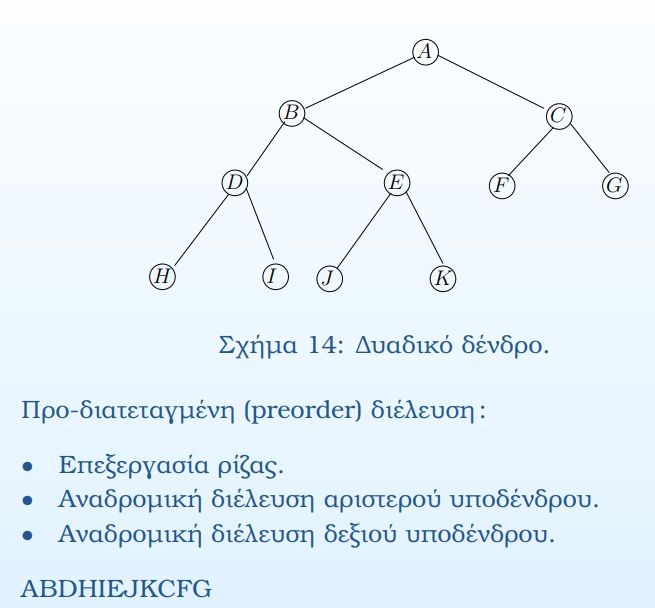 A
B
C
D
E
F
G
H
I
J
K
Σχήμα 14: Δυαδικό δένδρο.
Προ-διατεταγμένη (preorder) διέλευση:
• Επεξεργασία ρίζας.
• Αναδρομική διέλευση αριστερού υποδένδρου.
• Αναδρομική διέλευση δεξιού υποδένδρου.
ABDHIEJKCFG